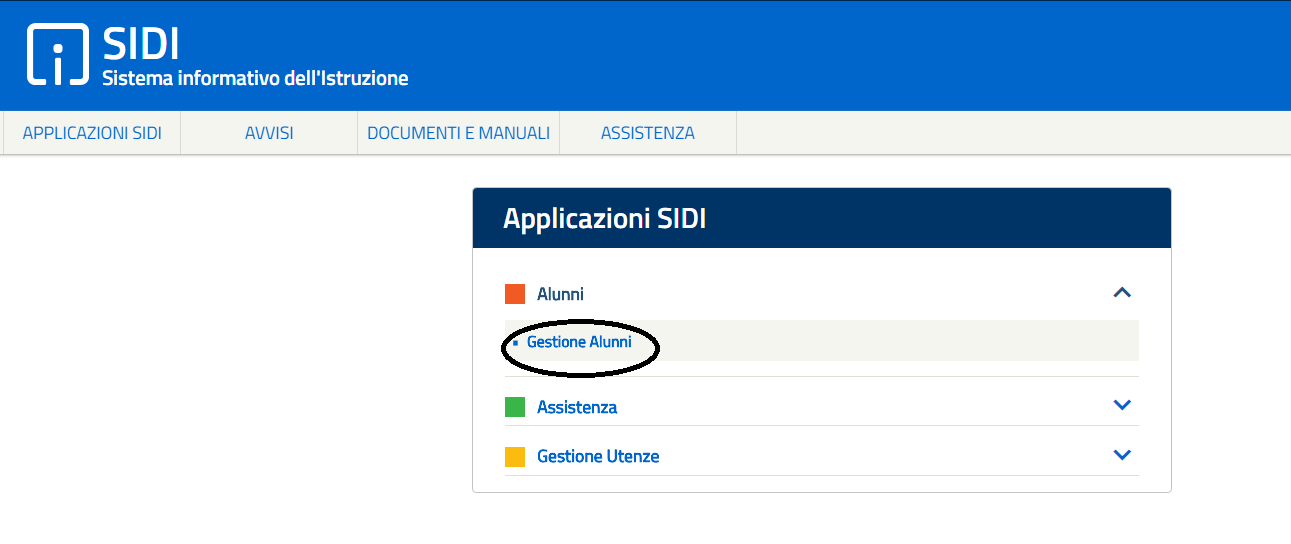 SIDI
Sistema informativo dell'Istruzione
APPLICAZIONI SIDI
AVVISI
DOCUMENTI E MANUALI
ASSISTENZA
Applicazioni SIDI
Alunni
Gestione Alunni
Assistenza
Gestione Utenze